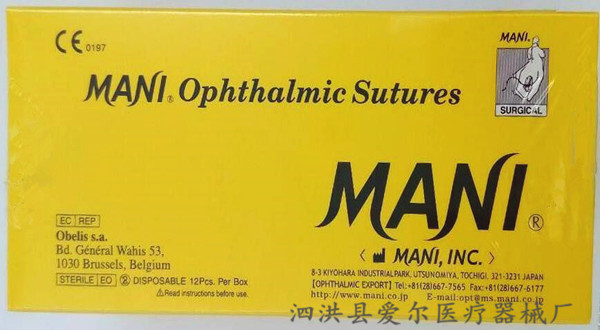 CE 0197
MANI.
SURGICAL
MANI® Ophthalmic Sutures
MANI®
EC REP
Obelis s.a.
Bd. Général Wahis 53,
1030 Brussels, Belgium
STERILE EO ② DISPOSABLE 12Pcs. Per Box
⚠Read instructions before use.
< MANI, INC. >
8-3 KIYOHARA INDUSTRIALPARK, UTSUNOMIYA, TOCHIGI, 321-3231 JAPAN
[OPHTHALMIC EXPORT] Tel:+81(28)667-7565 Fax:+81(28)667-6177
http://www.mani.co.jp E-mail:opt@ms.mani.co.jp
泗洪县爱尔医疗器械厂